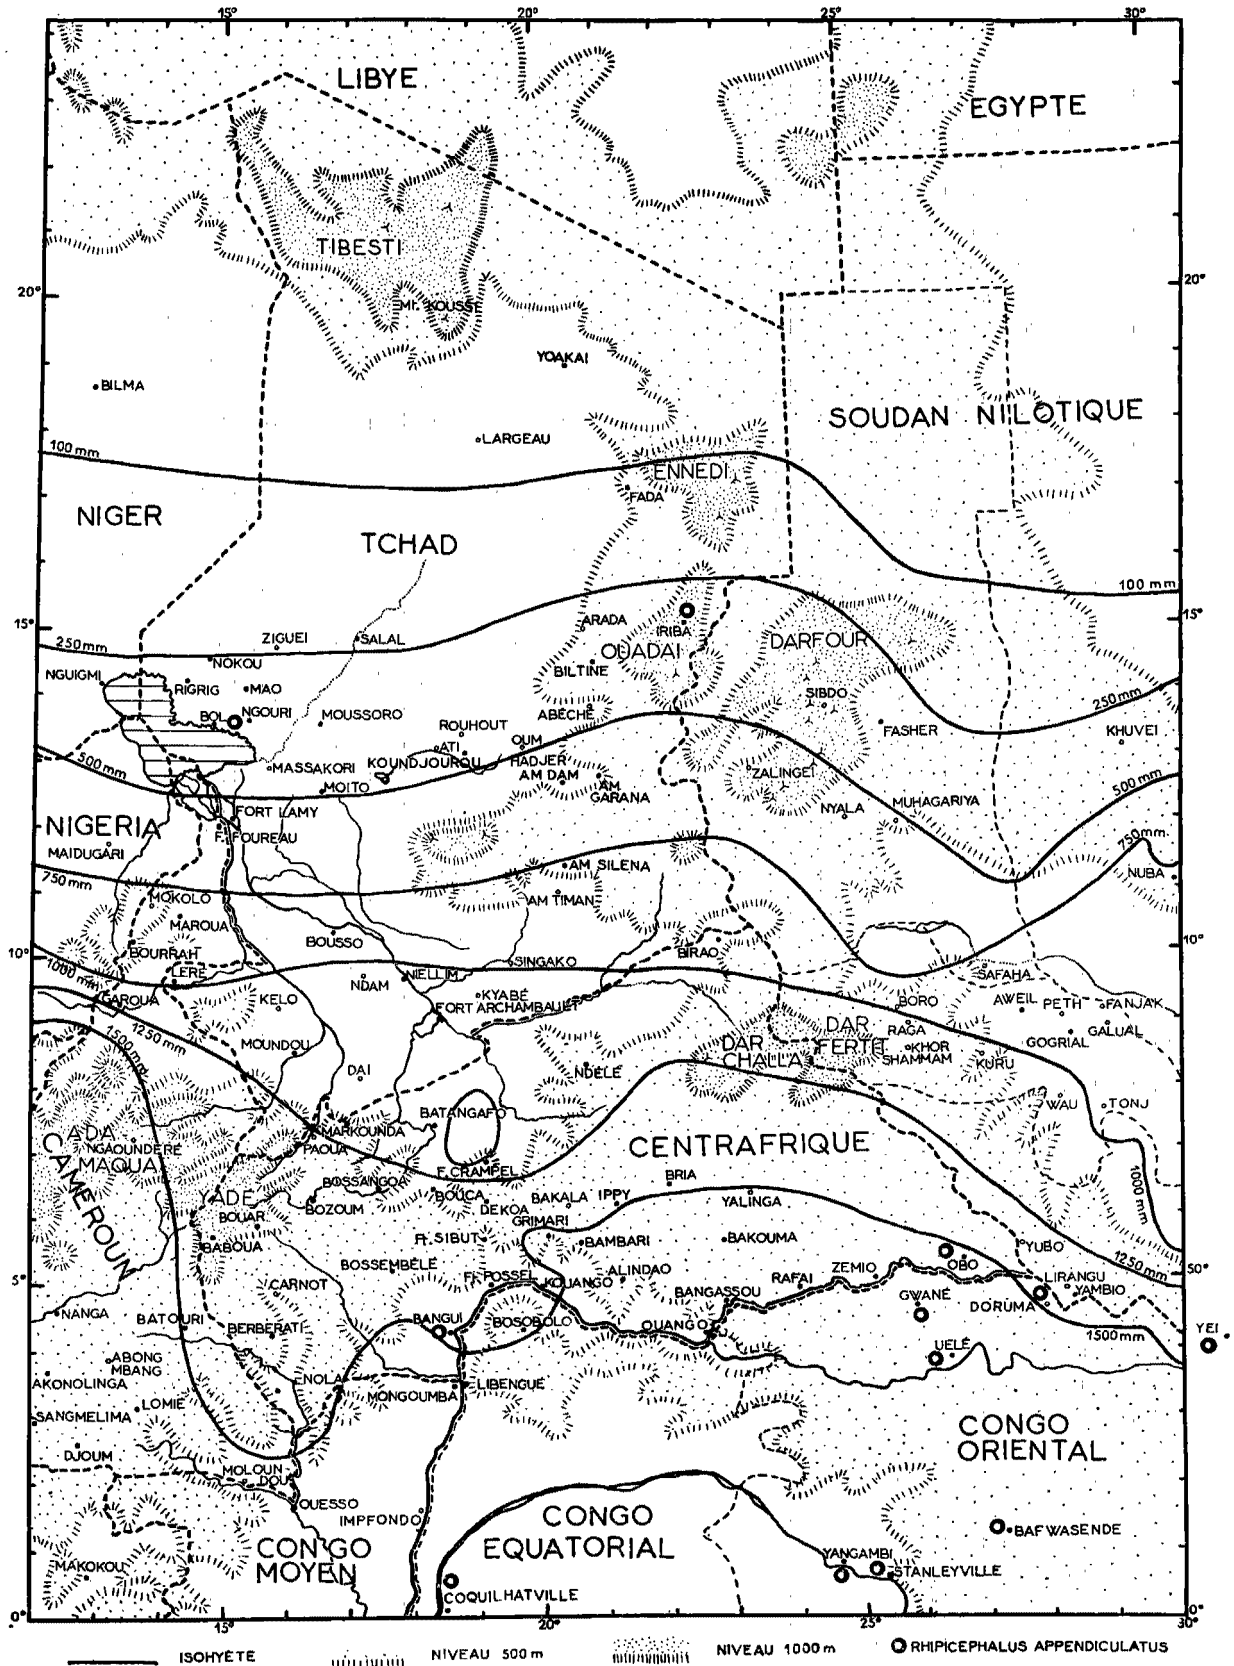 15°
20°
25°
30°
LIBYE
EGYPTE
TIBESTI
20°
20°
Mt. KOUSSI
YOAKAI
BILMA
SOUDAN NILOTIQUE
LARGEAU
100 mm
ENNEDI
FADA
NIGER
TCHAD
100 mm
15°
15°
ARADA
IRIBA
ZIGUEI
SALAL
250 mm
OUADAI
DARFOUR
NOKOU
NGUIGMI
BILTINE
RIGRIG
MAO
SIBDO
250 mm
BOL
NGOURI
MOUSSORO
ABÉCHÉ
ROUHOUT
FASHER
KHUVEI
OUM
HADJER
ATI
500 mm
KOUNDJOUROU
MASSAKORI
AM DAM
ZALINGEI
500 mm
MOITO
AM
GARANA
MUHAGARIYA
NYALA
FORT LAMY
NIGERIA
F. FOUREAU
750 mm
MAIDUGARI
AM SILENA
NUBA
750 mm
MOKOLO
AM TIMAN
MAROUA
BOUSSO
10°
BOURRAH
BIRAO
10°
1000 mm
LERE
NIELLIM
SINGAKO
SAFAHA
NDAM
GAROUA
KELO
KYABÉ
BORO
AWEIL
PETH
FANJAK
FORT ARCHAMBAULT
1250 mm
1500 mm
DAR
FERTIT
RAGA
GALUAL
GOGRIAL
MOUNDOU
DAR
CHALLA
KHOR
SHAMMAM
KURU
DAI
NDELE
WAU
TONJ
BATANGAFO
ADA
MAQUA
NGAOUNDERE
MARKOUNDA
PAOUA
CENTRAFRIQUE
CAMEROUN
F. CRAMPEL
BRIA
1000 mm
YADE
BOSSANGOA
BOUCA
BAKALA
IPPY
YALINGA
BOZOUM
DEKOA
BOUAR
GRIMARI
BABOUA
Ft. SIBUT
BAMBARI
BAKOUMA
YUBO
OBO
BOSSEMBÉLÉ
ZEMIO
1250 mm
5°
Ft. POSSEL
KOUANGO
ALINDAO
RAFAI
LIRANGU
5°
CARNOT
BANGASSOU
GWANE
YAMBIO
NANGA
DORUMA
BATOURI
BANGUI
BOSOBOLO
OUANGO
BERBERATI
1500 mm
YEI
UELÉ
ABONG
MBANG
AKONOLINGA
ENOLA
LIBENGUE
MONGOUMBA
LOMIE
SANGMELIMA
CONGO
ORIENTAL
DJOUM
MOLOUN
DOU
OUESSO
IMPFONDO
CONGO
EQUATORIAL
BAFWASENDE
CONGO
MOYEN
MAKOKOU
YANGAMBI
STANLEYVILLE
COQUILHATVILLE
0°
0°
15°
20°
25°
30°
ISOHYÈTE
NIVEAU 500 m
NIVEAU 1000 m
RHIPICEPHALUS APPENDICULATUS